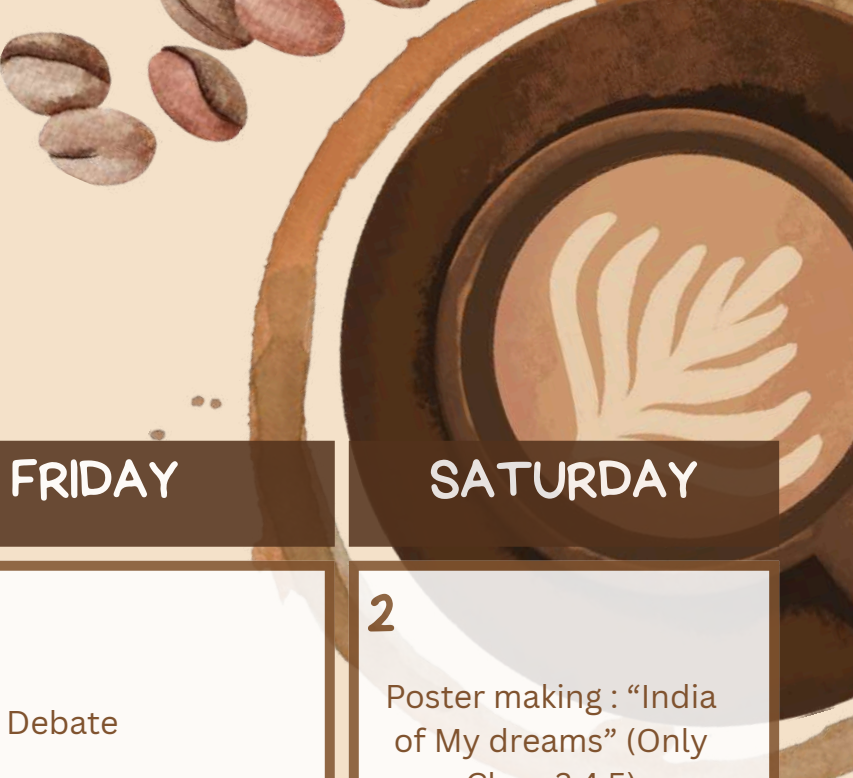 FRIDAY
SATURDAY
2
Debate
Poster making : “India
of My dreams” (Only